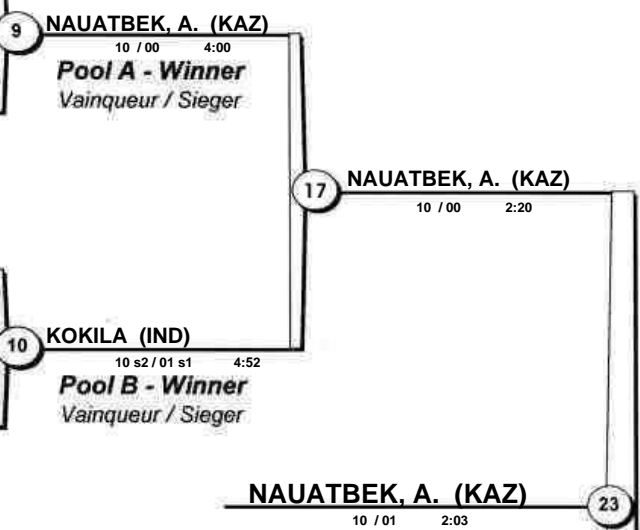 9
NAUATBEK, A. (KAZ)
10 / 00 4:00
Pool A - Winner
Vainqueur / Sieger
17
NAUATBEK, A. (KAZ)
10 / 00 2:20
10
KOKILA (IND)
10 s2 / 01 s1 4:52
Pool B - Winner
Vainqueur / Sieger
NAUATBEK, A. (KAZ)
10 / 01 2:03
23